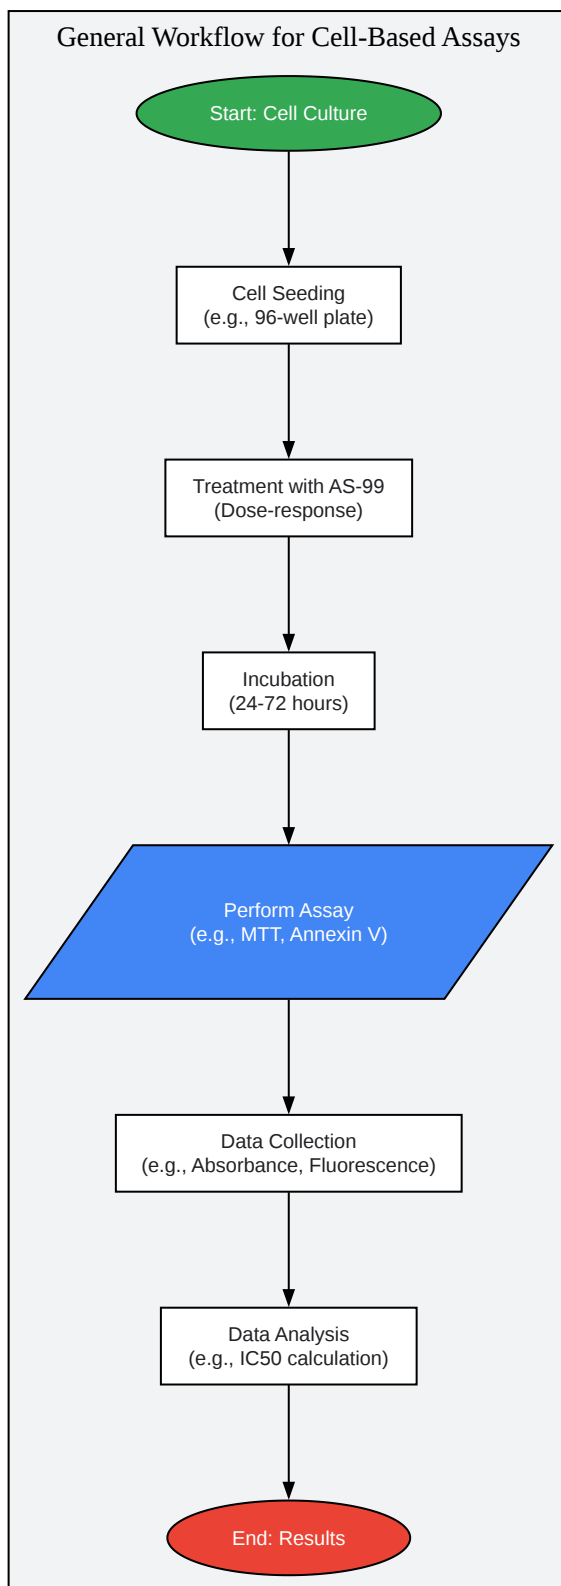 General Workflow for Cell-Based Assays
Start: Cell Culture
Cell Seeding
(e.g., 96-well plate)
Treatment with AS-99
(Dose-response)
Incubation
(24-72 hours)
Perform Assay
(e.g., MTT, Annexin V)
Data Collection
(e.g., Absorbance, Fluorescence)
Data Analysis
(e.g., IC50 calculation)
End: Results